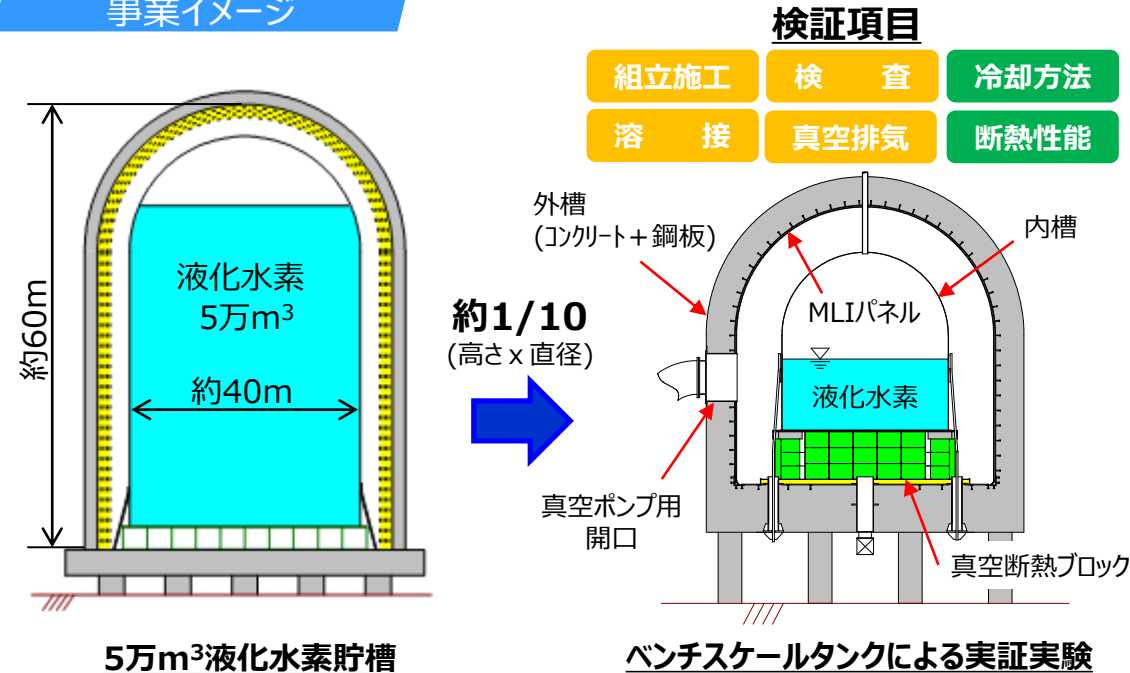 事業イメージ
検証項目
組立施工
検　査
冷却方法
溶　接
真空排気
断熱性能
約60m
液化水素
5万m³
約40m
5万m³液化水素貯槽
約1/10
(高さx直径)
外槽
(ｺﾝｸﾘｰﾄ＋鋼板)
内槽
MLIパネル
液化水素
真空ポンプ用
開口
真空断熱ブロック
ベンチスケールタンクによる実証実験